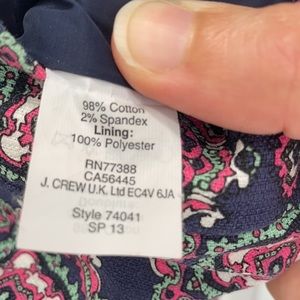 98% Cotton
2% Spandex
Lining:
100% Polyester
RN77388
CA56445
J. CREW U.K. Ltd EC4V 6JA
Style 74041
SP 13